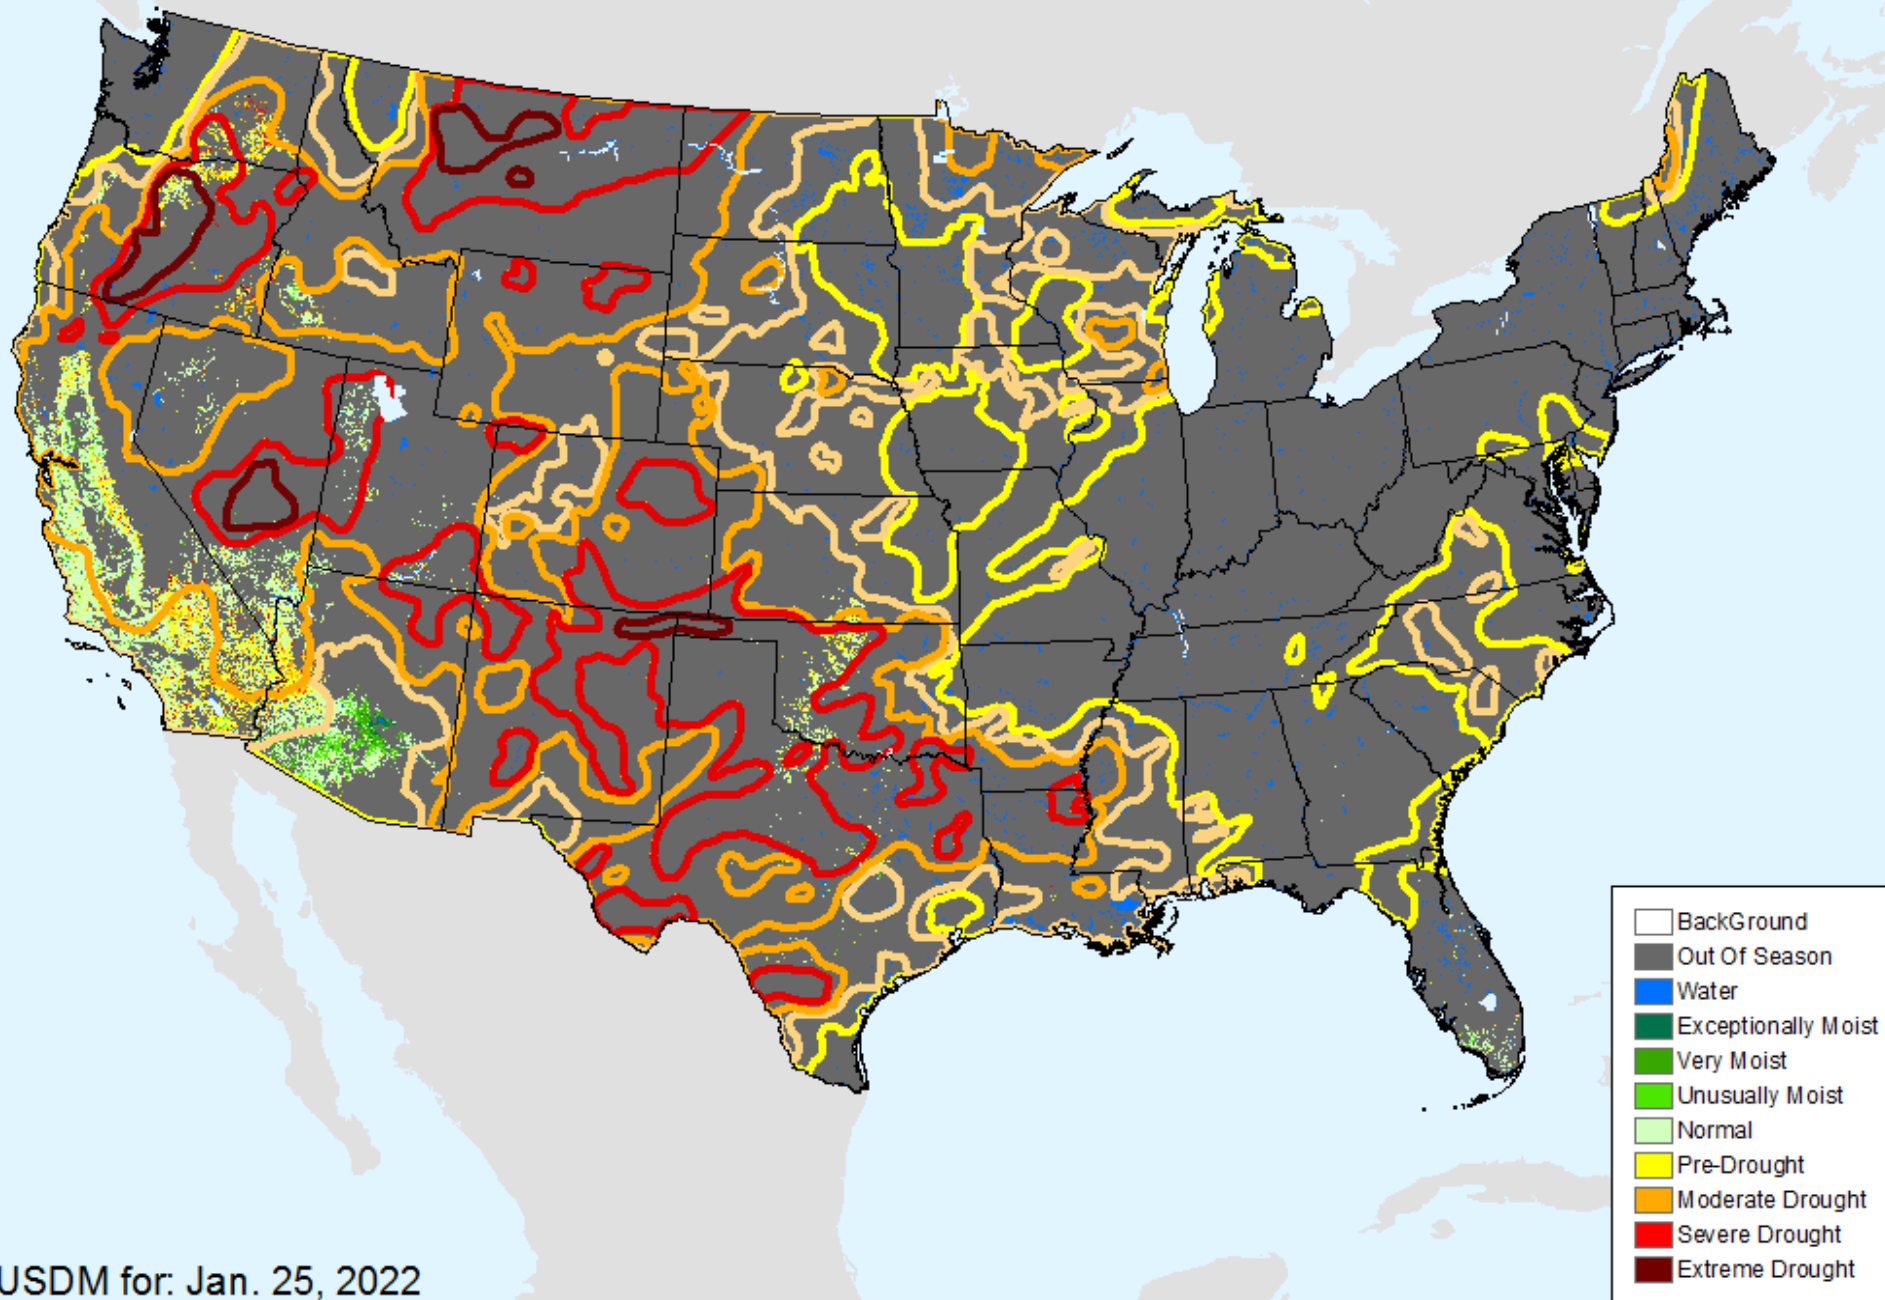 BackGround
Out Of Season
Water
Exceptionally Moist
Very Moist
Unusually Moist
Normal
Pre-Drought
Moderate Drought
Severe Drought
Extreme Drought
USDM for: Jan. 25, 2022